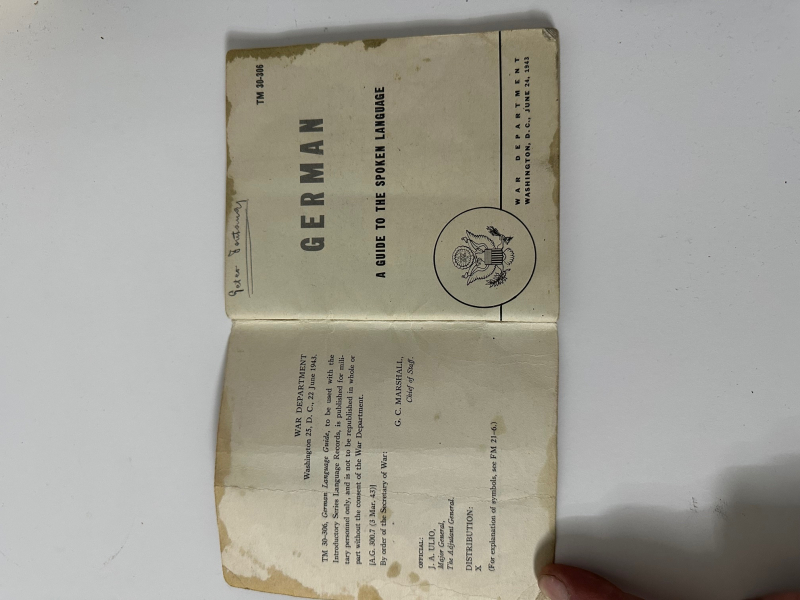 WAR DEPARTMENT
Washington 25, D. C., 22 June 1943.
TM 30-306, German Language Guide, to be used with the
Introductory Series Language Records, is published for mili-
tary personnel only, and is not to be republished in whole or
part without the consent of the War Department.
[A.G. 300.7 (3 Mar. 43)]
By order of the Secretary of War:
G. C. MARSHALL,
Chief of Staff.
OFFICIAL:
J. A. ULIO,
Major General,
The Adjutant General.
DISTRIBUTION:
X
(For explanation of symbols, see FM 21-6.)
TM 30-306
GERMAN
A GUIDE TO THE SPOKEN LANGUAGE
WAR DEPARTMENT
WASHINGTON, D. C., JUNE 24, 1943